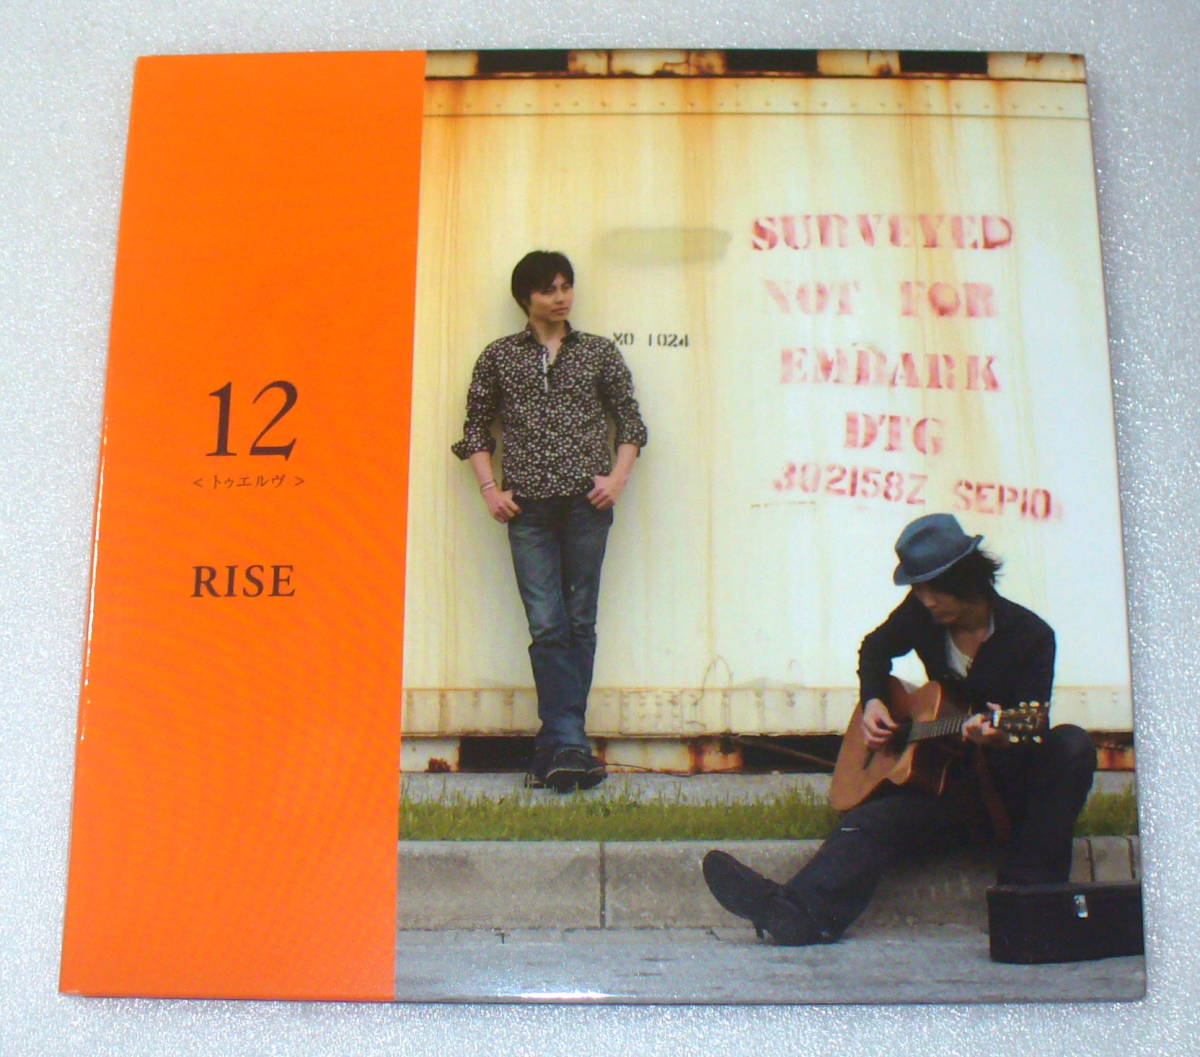 12
<トゥエルヴ>
RISE
SURVEYED
NOT FOR
EMBARK
DTG
302158Z SEP10
XO 1024